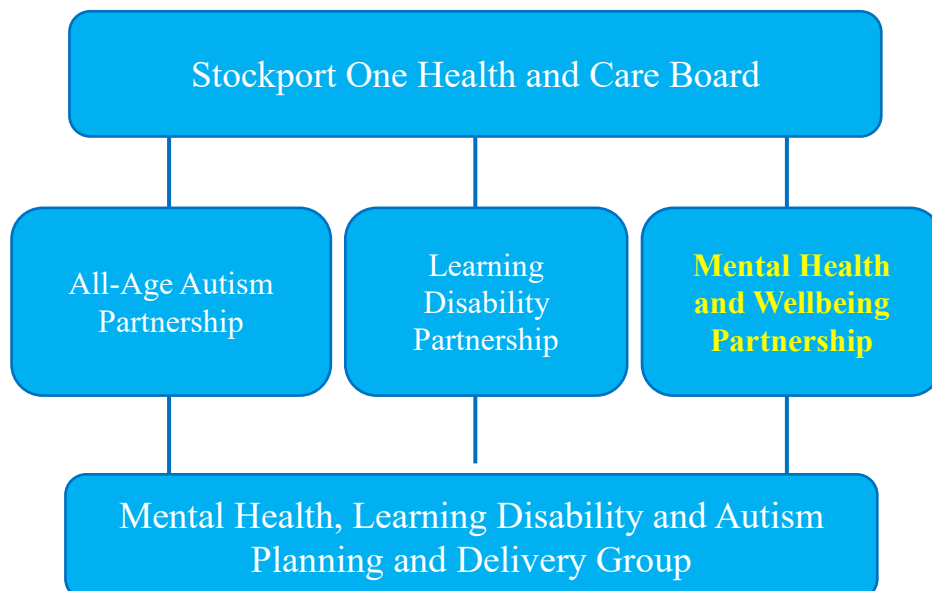 Stockport One Health and Care Board
All-Age Autism
Partnership
Learning
Disability
Partnership
Mental Health
and Wellbeing
Partnership
Mental Health, Learning Disability and Autism
Planning and Delivery Group